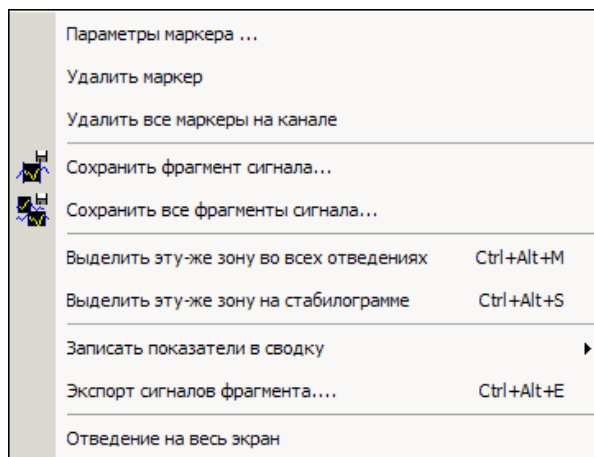 Параметры маркера ...
Удалить маркер
Удалить все маркеры на канале
Сохранить фрагмент сигнала...
Сохранить все фрагменты сигнала...
Выделить эту-же зону во всех отведениях Ctrl+Alt+M
Выделить эту-же зону на стабилограмме Ctrl+Alt+S
Записать показатели в сводку
Экспорт сигналов фрагмента.... Ctrl+Alt+E
Отведение на весь экран